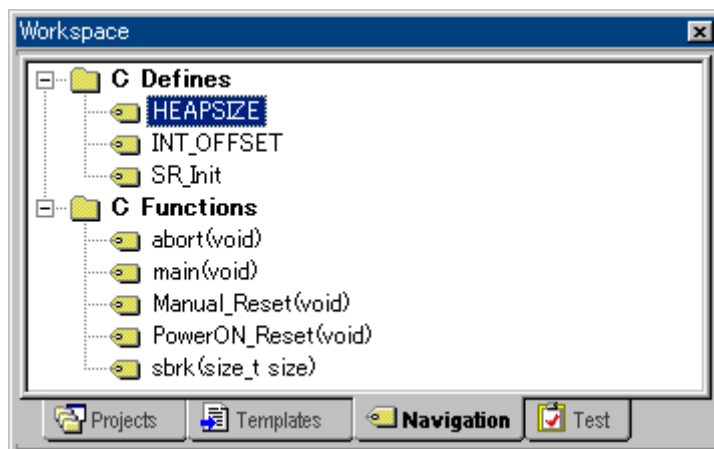 Workspace
C Defines
HEAPSIZE
INT_OFFSET
SR_Init
C Functions
abort(void)
main(void)
Manual_Reset(void)
PowerON_Reset(void)
sbrk(size_t size)
Projects Templates Navigation Test